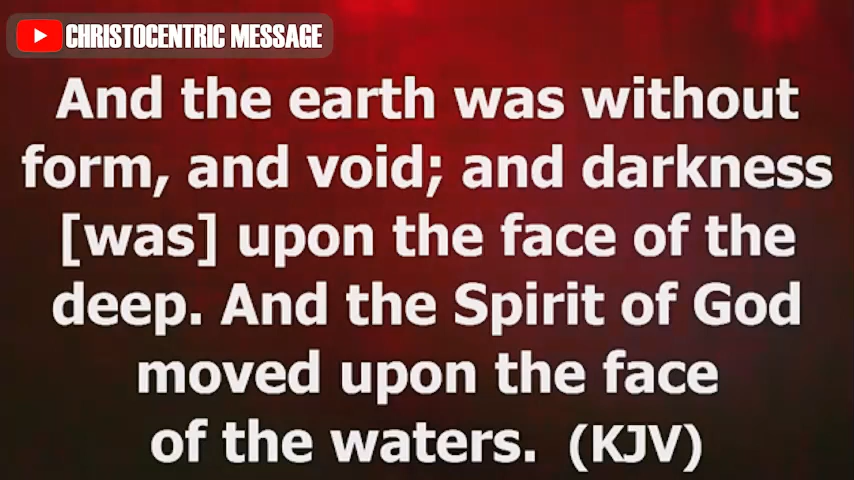 CHRISTOCENTRIC MESSAGE
And the earth was without
form, and void; and darkness
[was] upon the face of the
deep. And the Spirit of God
moved upon the face
of the waters. (KJV)